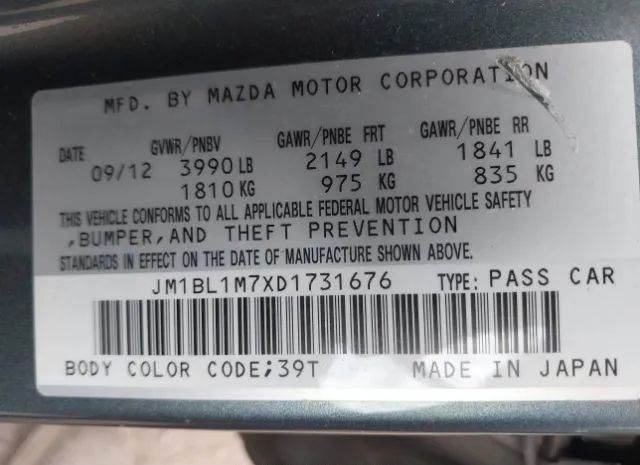 MFD. BY MAZDA MOTOR CORPORATION
DATE GVWR/PNBV GAWR/PNBE FRT GAWR/PNBE RR
09/12 3990 LB 2149 LB 1841 LB
1810 KG 975 KG 835 KG
THIS VEHICLE CONFORMS TO ALL APPLICABLE FEDERAL MOTOR VEHICLE SAFETY
,BUMPER,AND THEFT PREVENTION
STANDARDS IN EFFECT ON THE DATE OF MANUFACTURE SHOWN ABOVE.
JM1BL1M7XD1731676 TYPE: PASS CAR
BODY COLOR CODE;39T MADE IN JAPAN